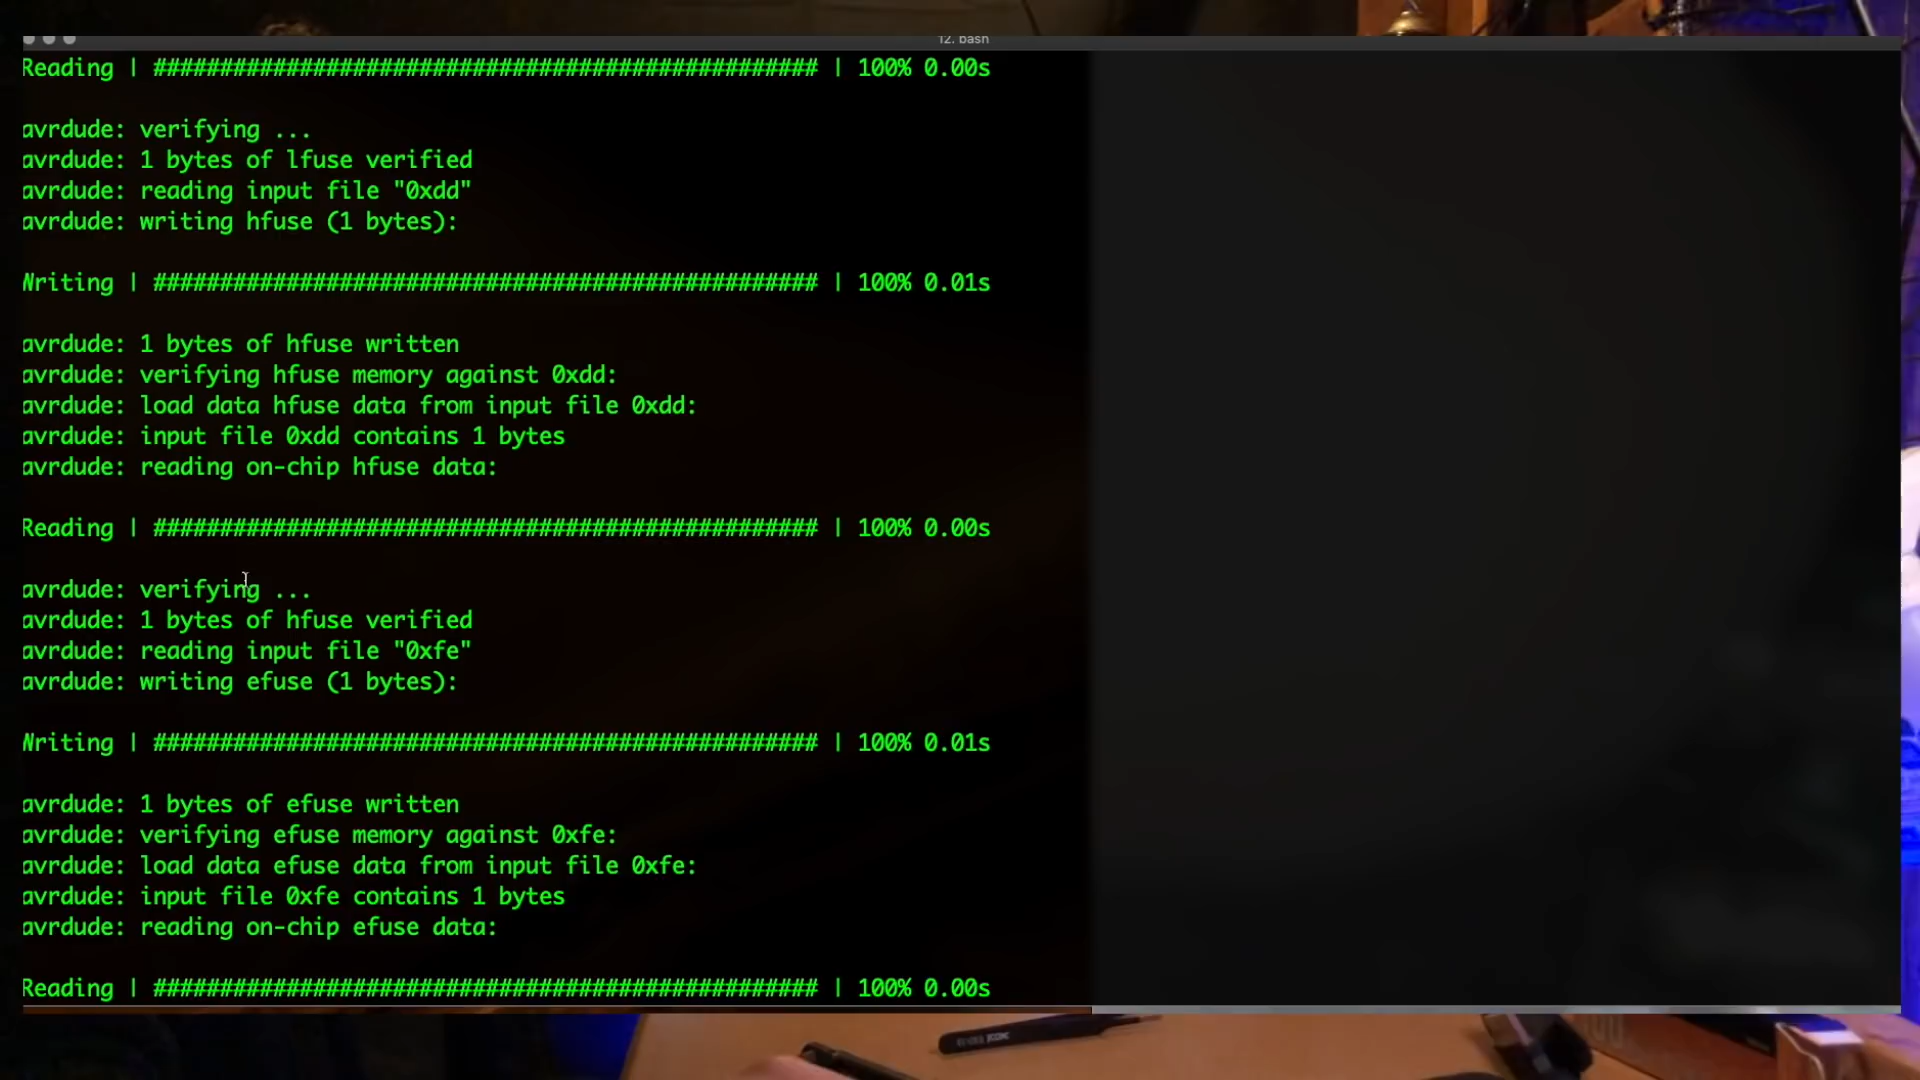 12. bash
Reading | ################################################## | 100% 0.00s
avrdude: verifying ...
avrdude: 1 bytes of lfuse verified
avrdude: reading input file "0xdd"
avrdude: writing hfuse (1 bytes):
Writing | ################################################## | 100% 0.01s
avrdude: 1 bytes of hfuse written
avrdude: verifying hfuse memory against 0xdd:
avrdude: load data hfuse data from input file 0xdd:
avrdude: input file 0xdd contains 1 bytes
avrdude: reading on-chip hfuse data:
Reading | ################################################## | 100% 0.00s
avrdude: verifying ...
avrdude: 1 bytes of hfuse verified
avrdude: reading input file "0xfe"
avrdude: writing efuse (1 bytes):
Writing | ################################################## | 100% 0.01s
avrdude: 1 bytes of efuse written
avrdude: verifying efuse memory against 0xfe:
avrdude: load data efuse data from input file 0xfe:
avrdude: input file 0xfe contains 1 bytes
avrdude: reading on-chip efuse data:
Reading | ################################################## | 100% 0.00s